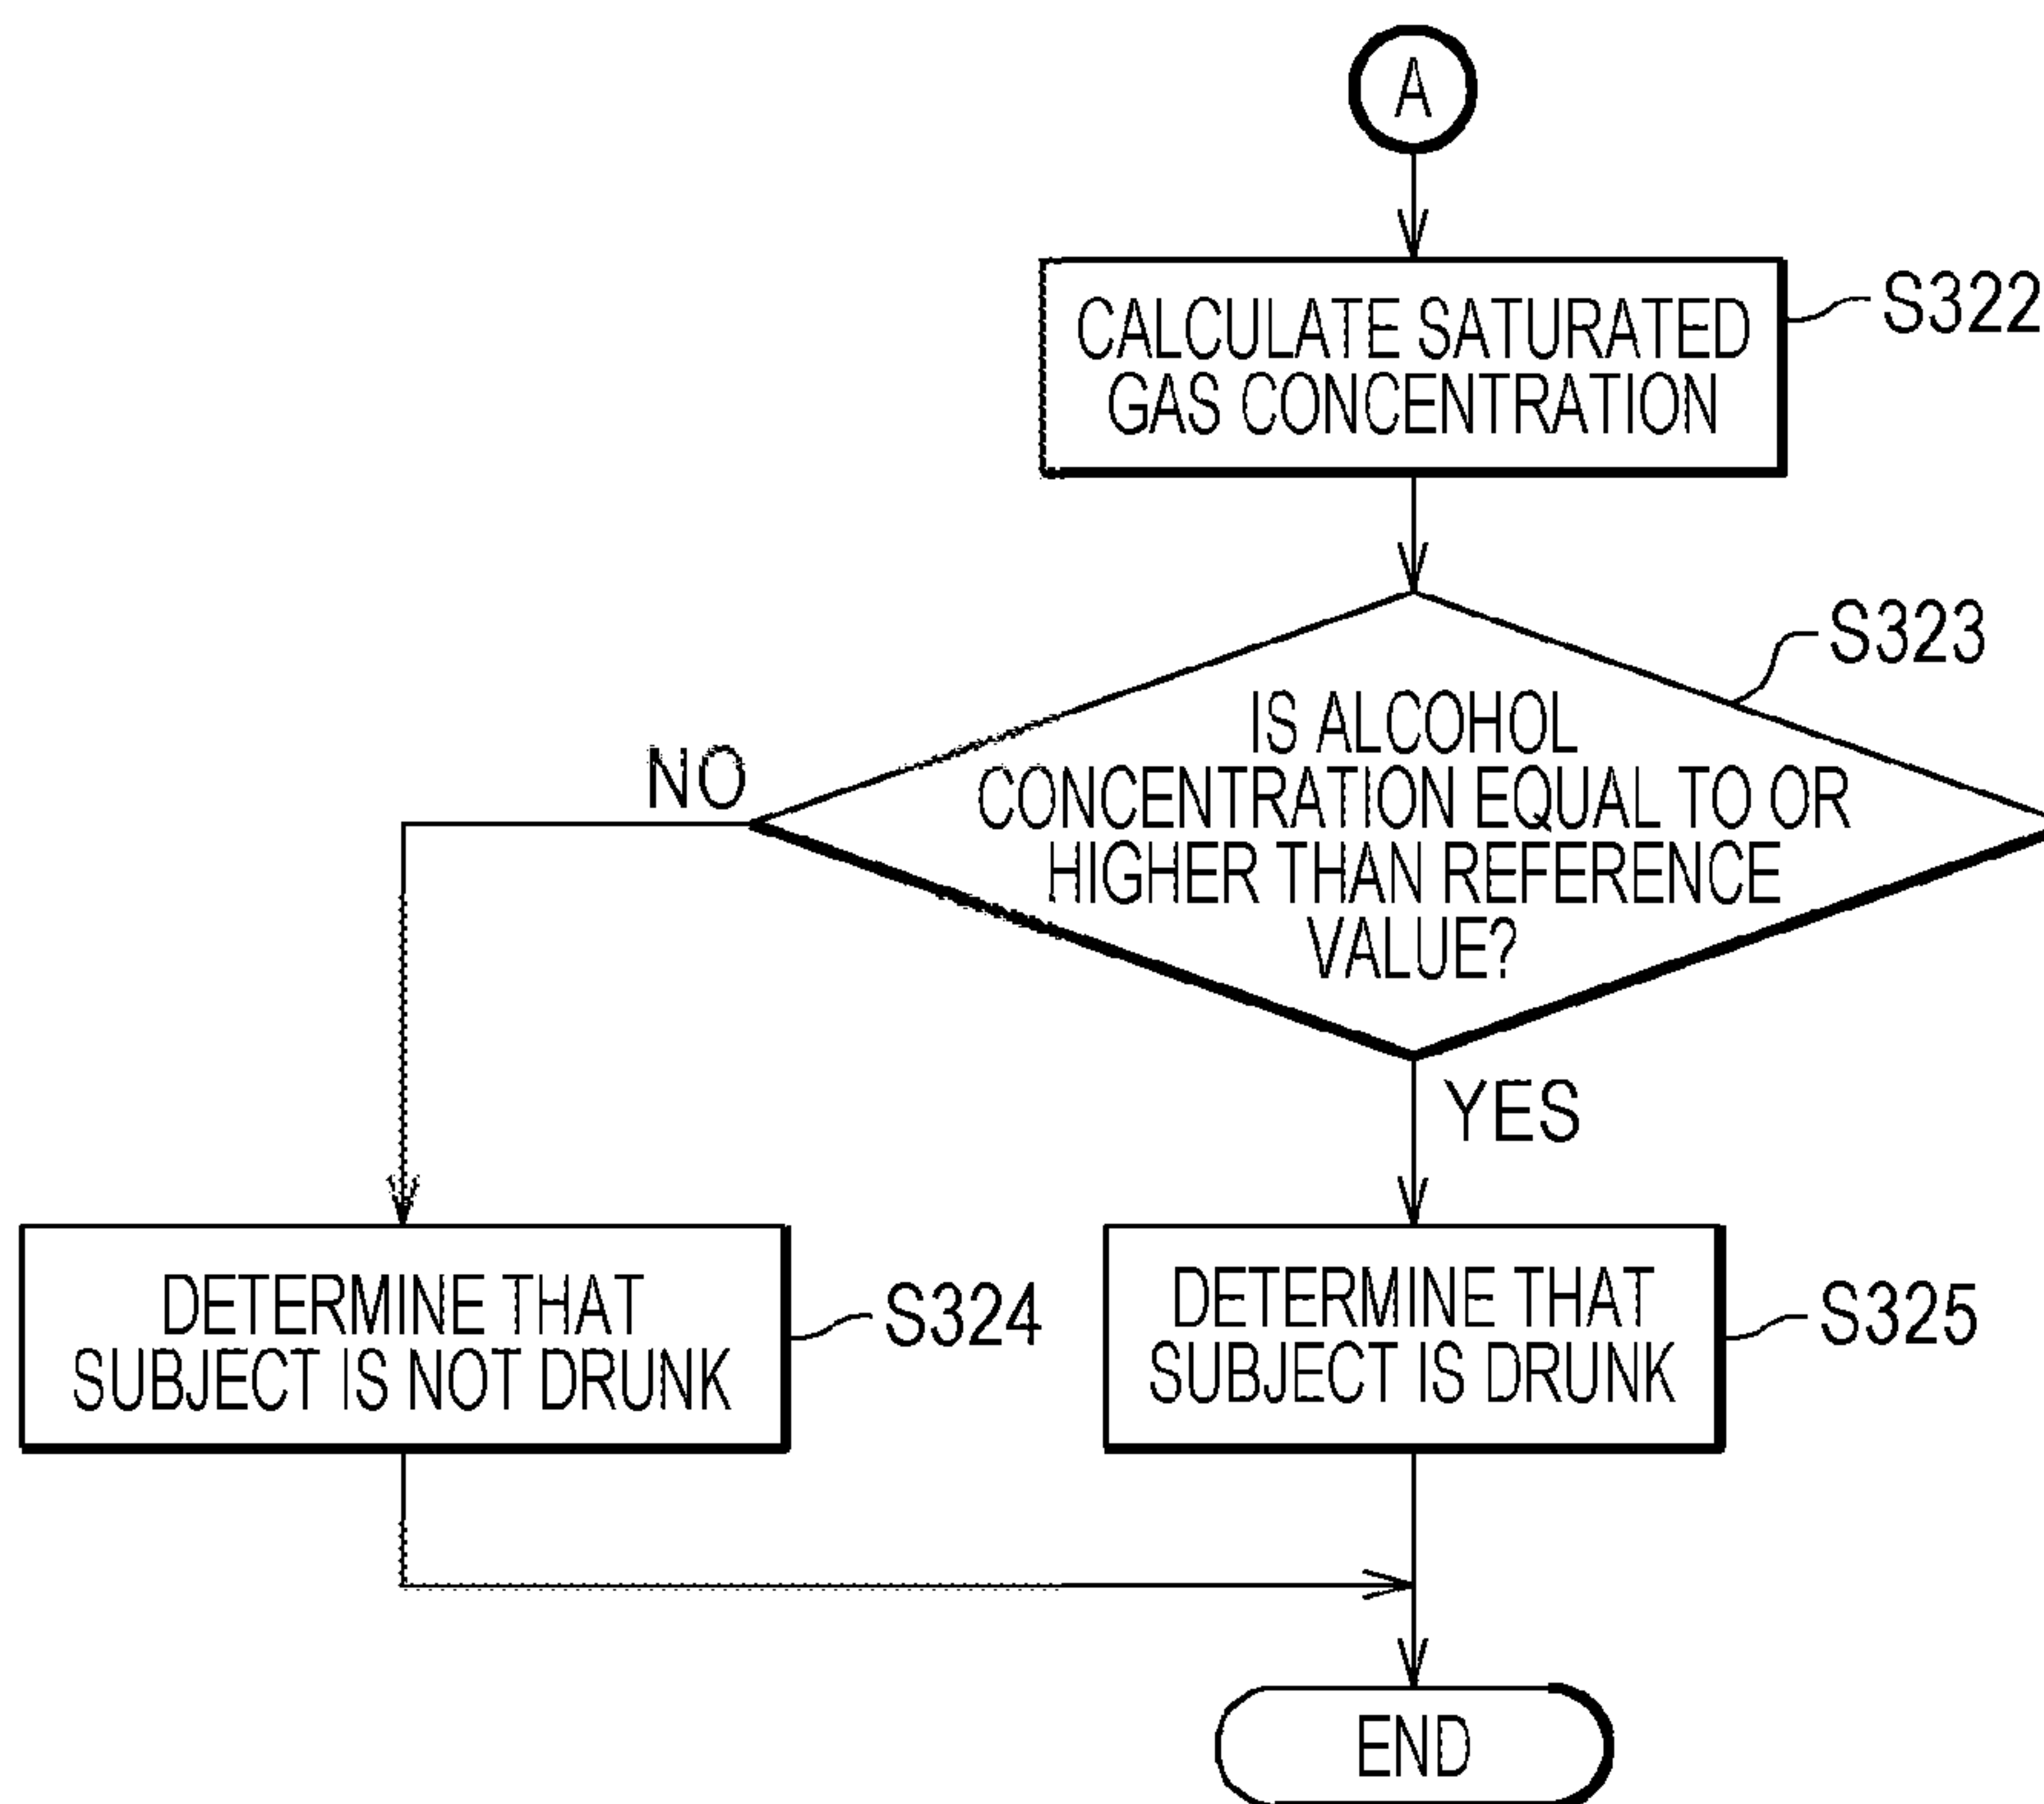 A
CALCULATE SATURATED
GAS CONCENTRATION
S322
S323
IS ALCOHOL
CONCENTRATION EQUAL TO OR
HIGHER THAN REFERENCE
VALUE?
NO
YES
DETERMINE THAT
SUBJECT IS NOT DRUNK
S324
DETERMINE THAT
SUBJECT IS DRUNK
S325
END